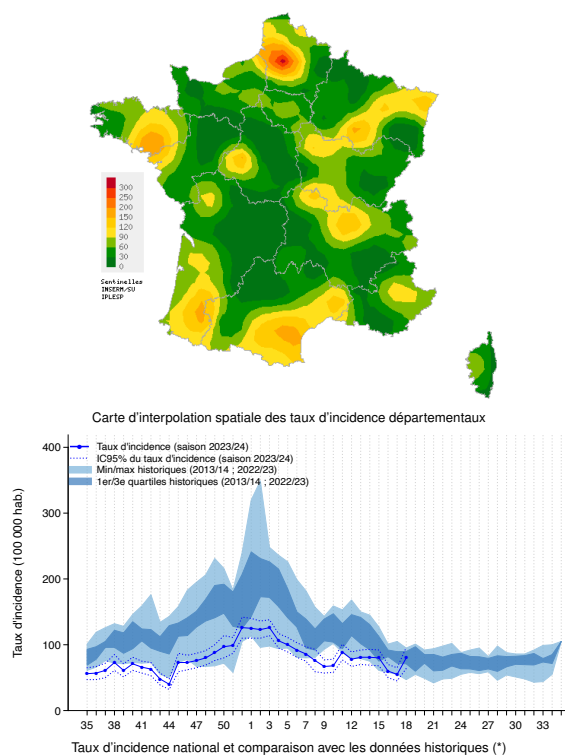 300
250
200
150
120
90
60
30
0
Sentinelles
INSERM/SU
IPLESP
Carte d'interpolation spatiale des taux d'incidence départementaux
Taux d'incidence (100 000 hab.)
400
300
200
100
0
Taux d'incidence (saison 2023/24)
IC95% du taux d'incidence (saison 2023/24)
Min/max historiques (2013/14 ; 2022/23)
1er/3e quartiles historiques (2013/14 ; 2022/23)
35 38 41 44 47 50 1 3 5 7 9 12 15 18 21 24 27 30 33
Taux d'incidence national et comparaison avec les données historiques (*)